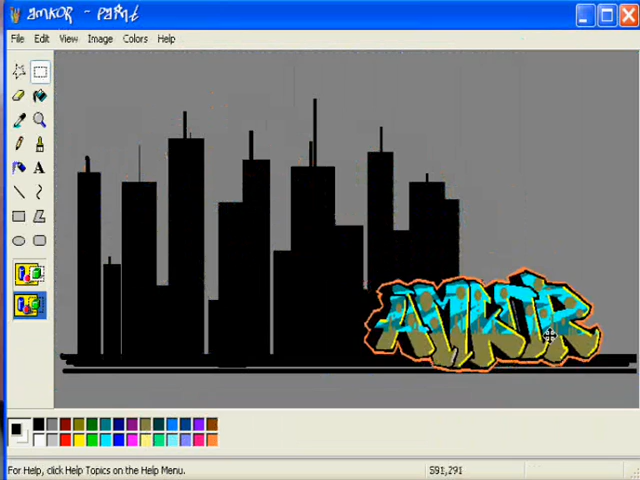 amkor - paint
File Edit View Image Colors Help
A
AMKOR
For Help, click Help Topics on the Help Menu. 591,291